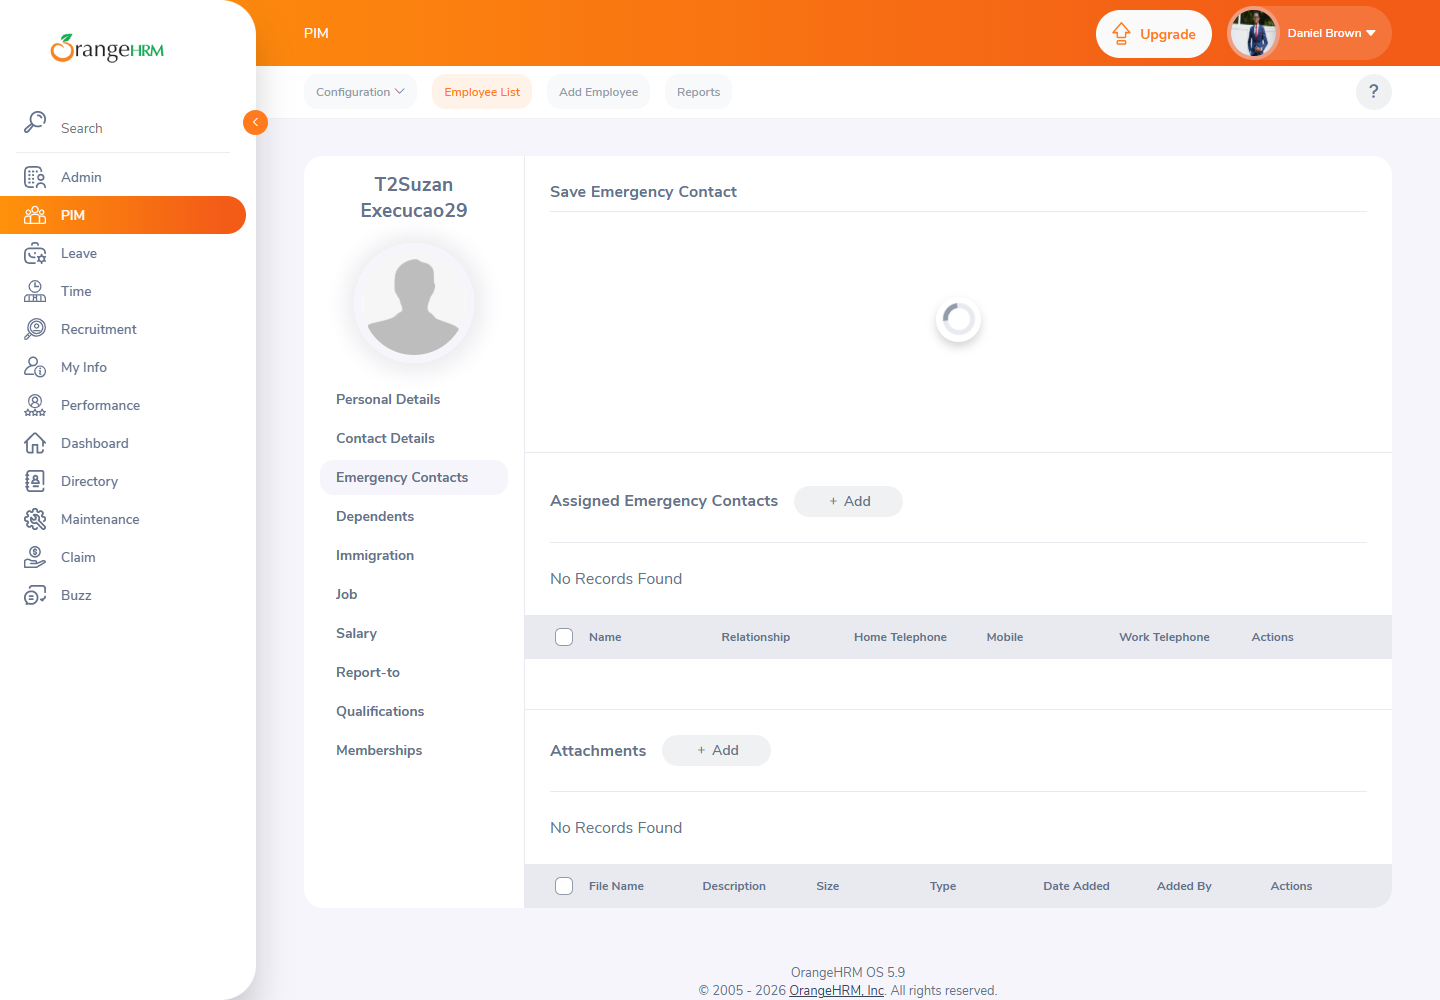 OrangeHRM
Search
Admin
PIM
Leave
Time
Recruitment
My Info
Performance
Dashboard
Directory
Maintenance
Claim
Buzz
PIM
Upgrade
Daniel Brown
Configuration
Employee List
Add Employee
Reports
?
T2Suzan
Execucao29
Personal Details
Contact Details
Emergency Contacts
Dependents
Immigration
Job
Salary
Report-to
Qualifications
Memberships
Save Emergency Contact
Assigned Emergency Contacts + Add
No Records Found
Name Relationship Home Telephone Mobile Work Telephone Actions
Attachments + Add
No Records Found
File Name Description Size Type Date Added Added By Actions
OrangeHRM OS 5.9
© 2005 - 2026 OrangeHRM, Inc. All rights reserved.